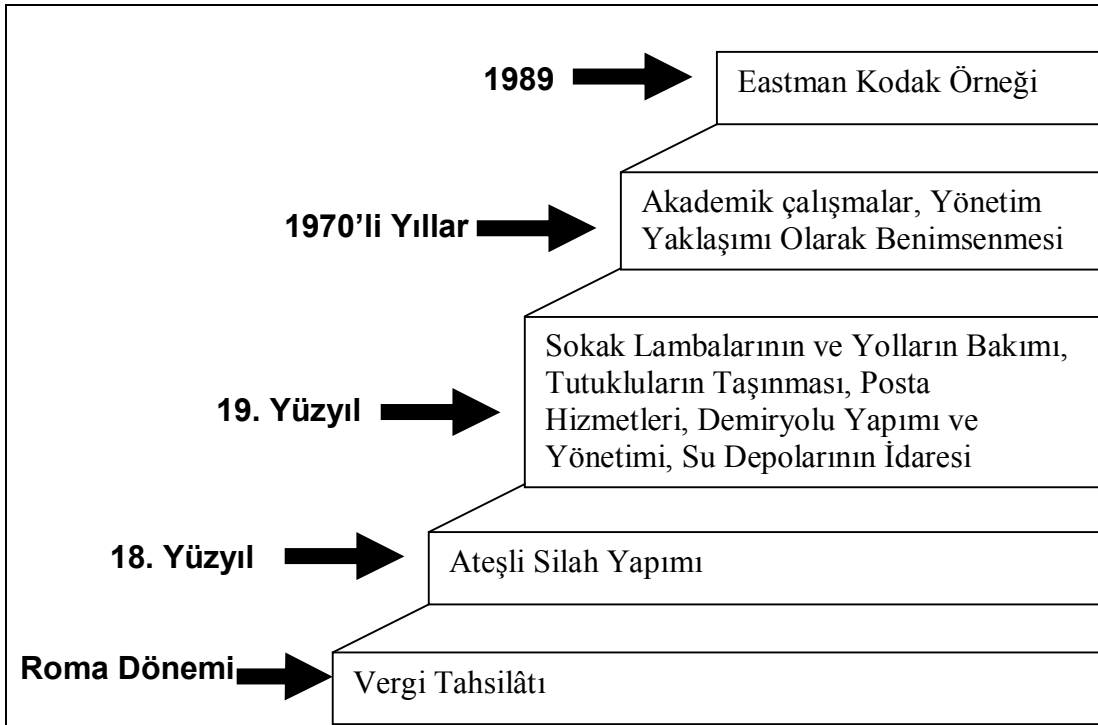 1989
Eastman Kodak Örneği
1970’li Yıllar
Akademik çalışmalar, Yönetim
Yaklaşımı Olarak Benimsenmesi
19. Yüzyıl
Sokak Lambalarının ve Yolların Bakımı,
Tutukluların Taşınması, Posta
Hizmetleri, Demiryolu Yapımı ve
Yönetimi, Su Depolarının İdaresi
18. Yüzyıl
Ateşli Silah Yapımı
Roma Dönemi
Vergi Tahsilâtı